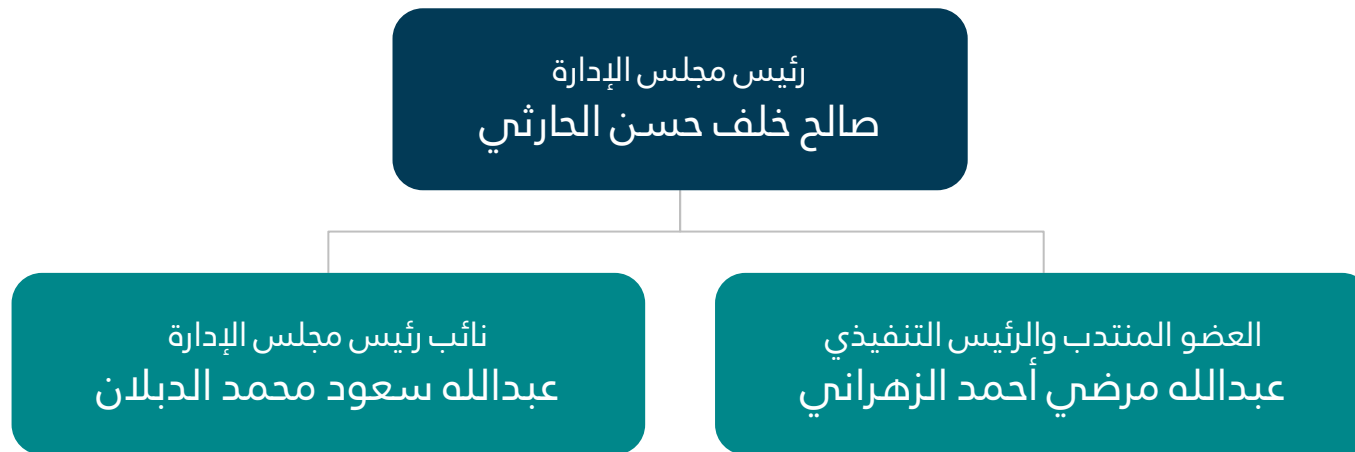 رئيس مجلس الإدارة
صالح خلف حسن الحارثي
العضو المنتدب والرئيس التنفيذي
عبدالله مرضي أحمد الزهراني
نائب رئيس مجلس الإدارة
عبدالله سعود محمد الدبلان